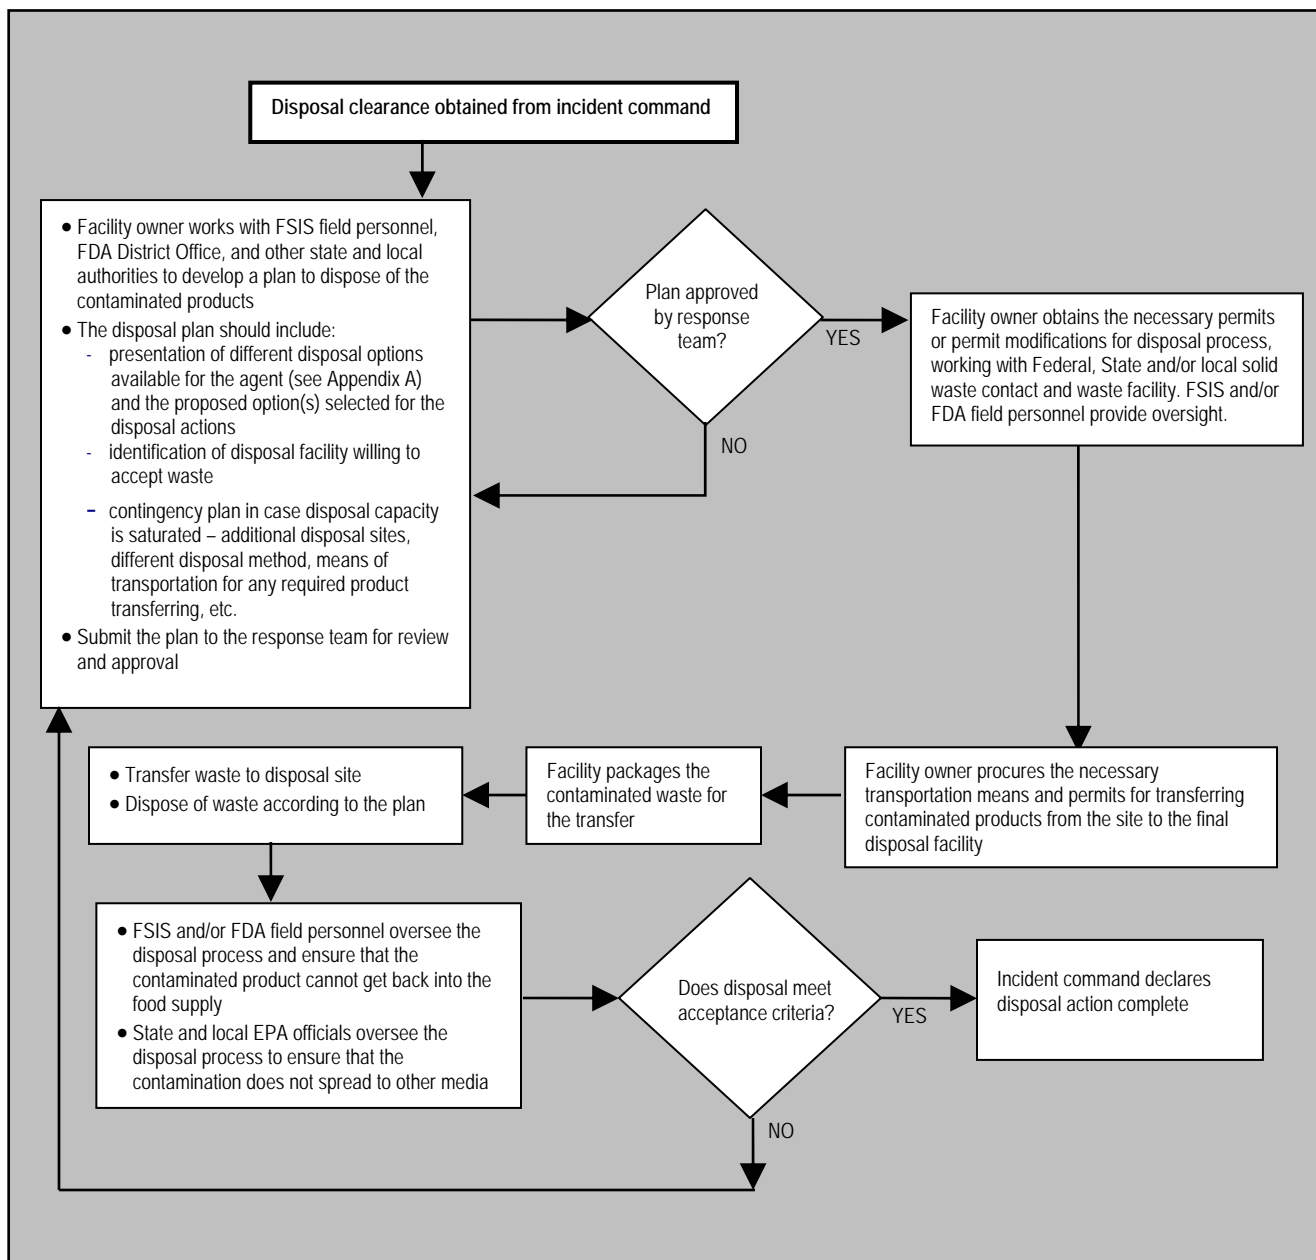 Disposal clearance obtained from incident command
● Facility owner works with FSIS field personnel,
FDA District Office, and other state and local
authorities to develop a plan to dispose of the
contaminated products
● The disposal plan should include:
- presentation of different disposal options
available for the agent (see Appendix A)
and the proposed option(s) selected for the
disposal actions
- identification of disposal facility willing to
accept waste
- contingency plan in case disposal capacity
is saturated – additional disposal sites,
different disposal method, means of
transportation for any required product
transferring, etc.
● Submit the plan to the response team for review
and approval
Plan approved
by response
team?
YES
NO
Facility owner obtains the necessary permits
or permit modifications for disposal process,
working with Federal, State and/or local solid
waste contact and waste facility. FSIS and/or
FDA field personnel provide oversight.
Facility owner procures the necessary
transportation means and permits for transferring
contaminated products from the site to the final
disposal facility
Facility packages the
contaminated waste for
the transfer
● Transfer waste to disposal site
● Dispose of waste according to the plan
● FSIS and/or FDA field personnel oversee the
disposal process and ensure that the
contaminated product cannot get back into the
food supply
● State and local EPA officials oversee the
disposal process to ensure that the
contamination does not spread to other media
Does disposal meet
acceptance criteria?
YES
NO
Incident command declares
disposal action complete